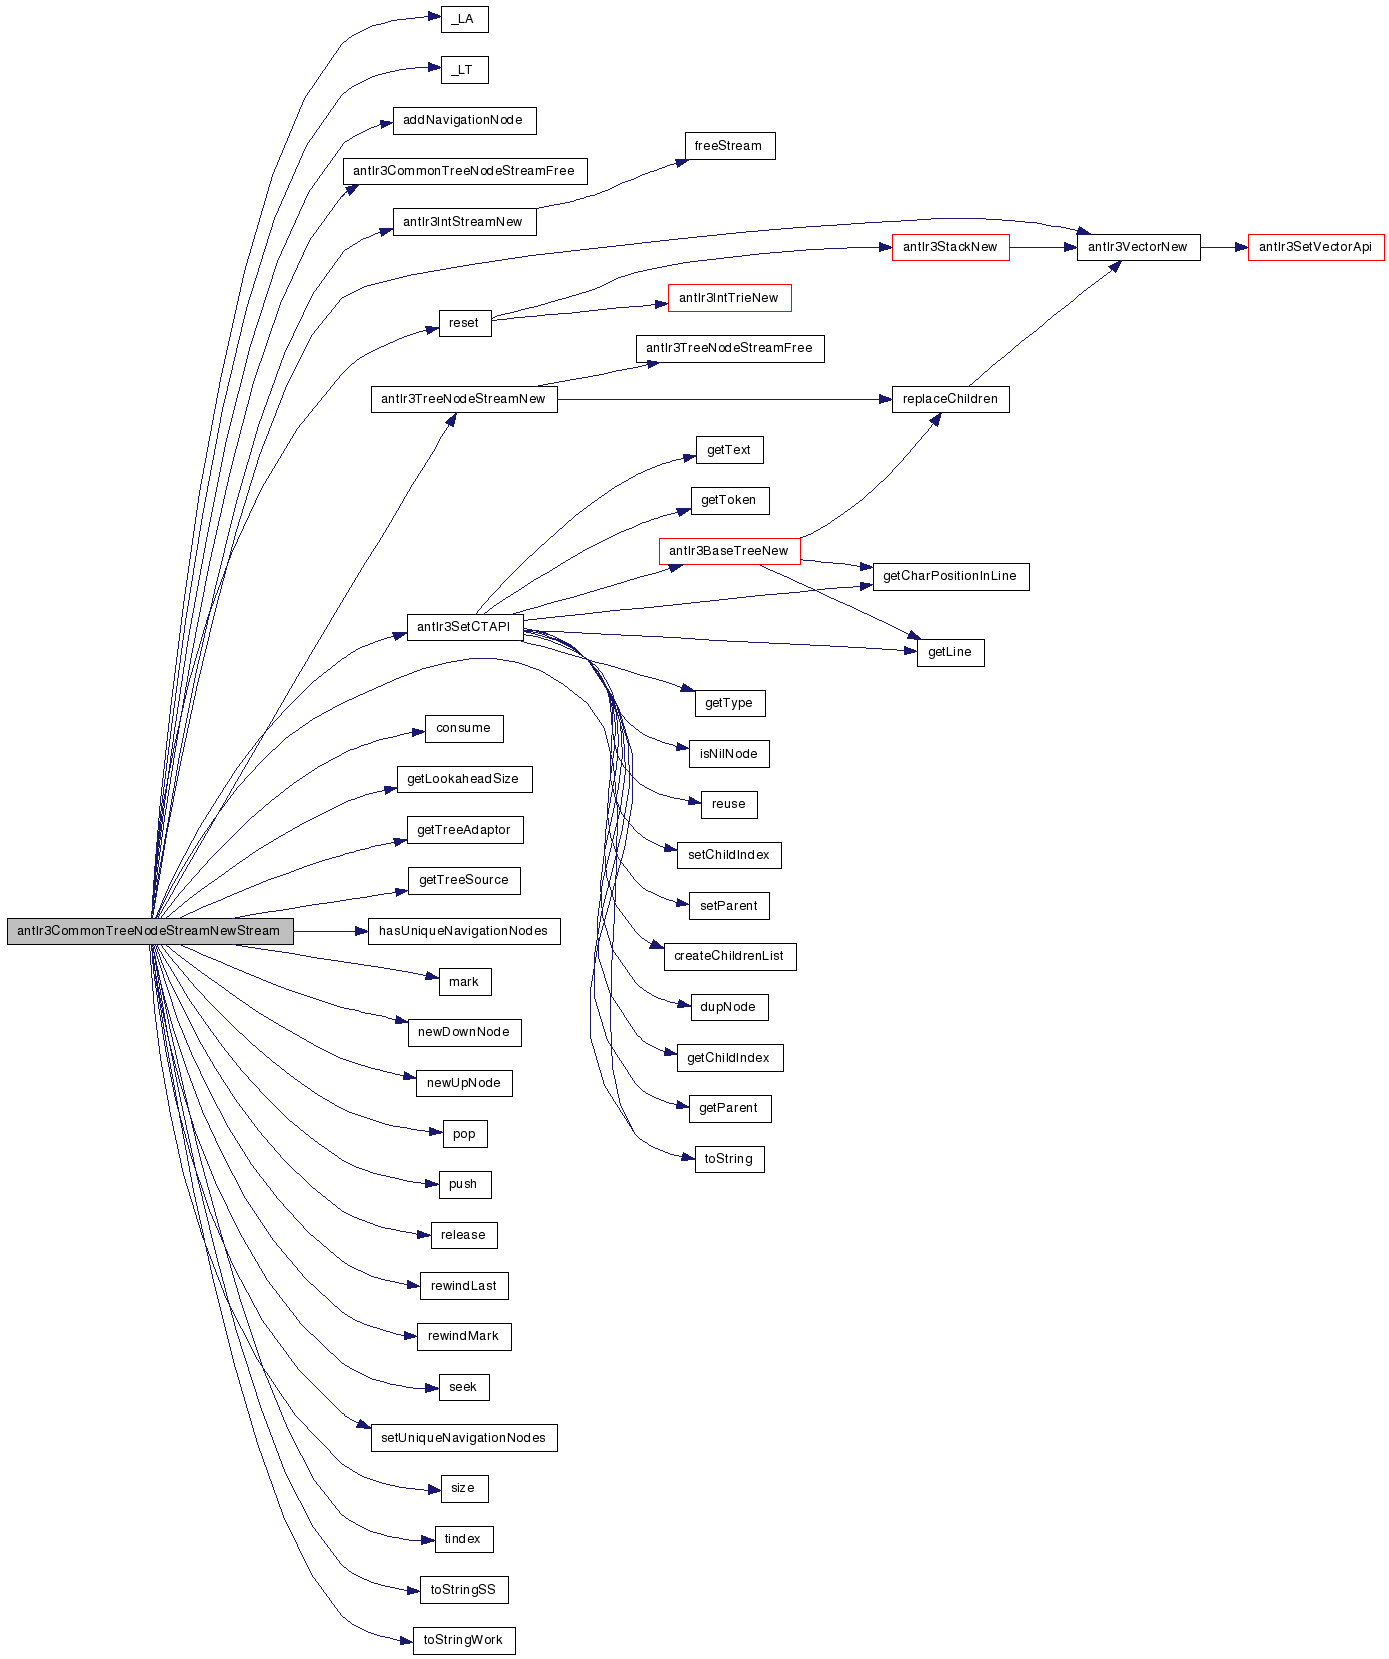 _LA
_LT
addNavigationNode
freeStream
antlr3CommonTreeNodeStreamFree
antlr3IntStreamNew
antlr3StackNew
antlr3VectorNew
antlr3SetVectorApi
antlr3IntTrieNew
reset
antlr3TreeNodeStreamFree
antlr3TreeNodeStreamNew
replaceChildren
getText
getToken
antlr3BaseTreeNew
getCharPositionInLine
antlr3SetCTAPI
getLine
getType
consume
isNilNode
getLookaheadSize
reuse
getTreeAdaptor
setChildIndex
getTreeSource
setParent
antlr3CommonTreeNodeStreamNewStream
hasUniqueNavigationNodes
createChildrenList
mark
dupNode
newDownNode
getChildIndex
newUpNode
getParent
pop
toString
push
release
rewindLast
rewindMark
seek
setUniqueNavigationNodes
size
tindex
toStringSS
toStringWork